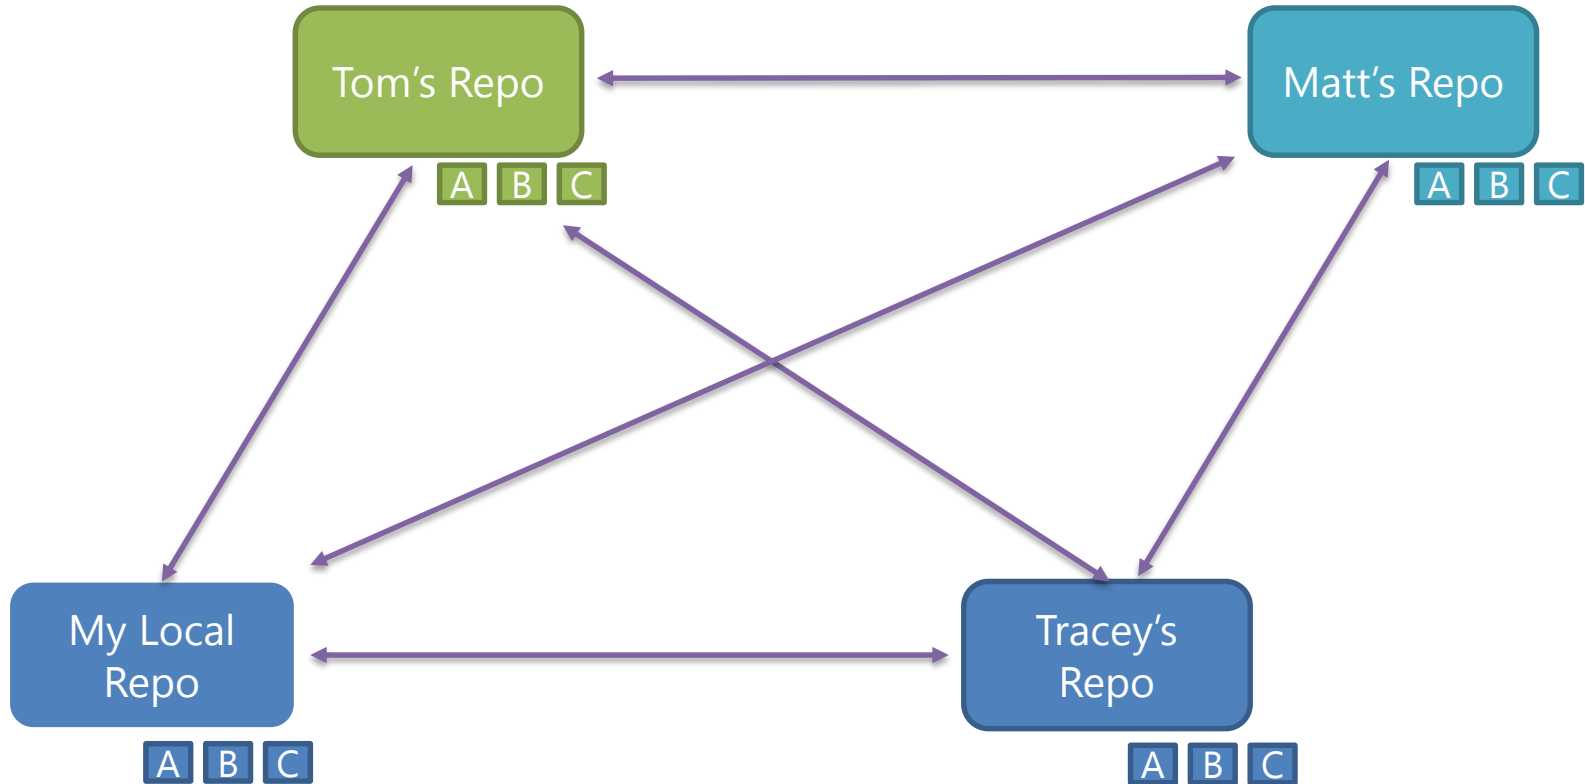 Tom’s Repo
Matt’s Repo
A B C
A B C
My Local
Repo
Tracey’s
Repo
A B C
A B C